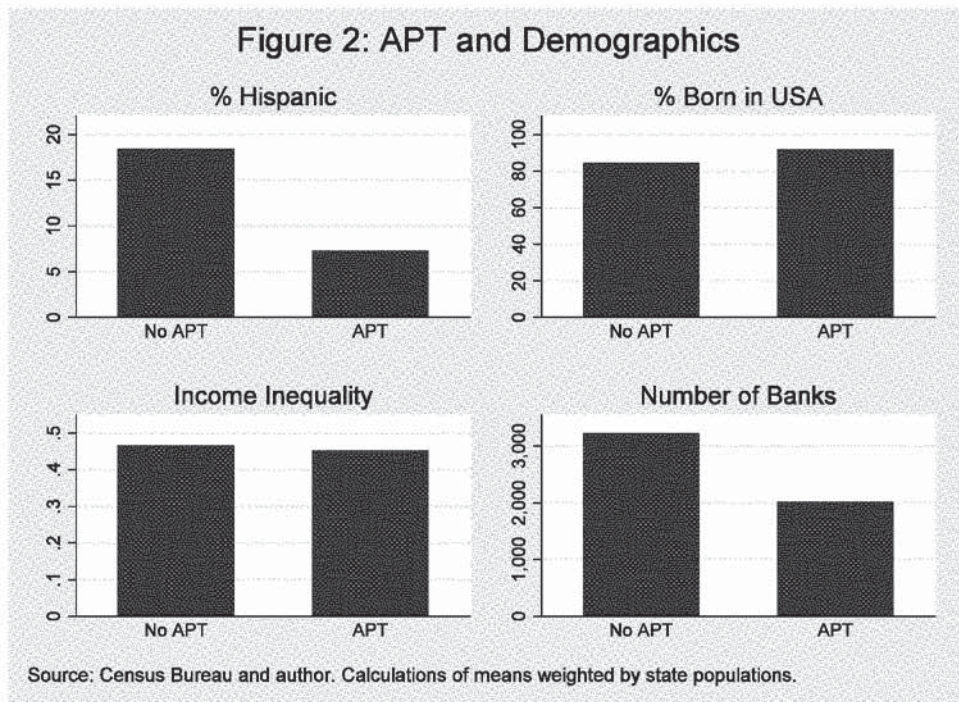 Figure 2: APT and Demographics
% Hispanic
20
15
10
5
0
No APT APT
% Born in USA
100
80
60
40
20
0
No APT APT
Income Inequality
.5
.4
.3
.2
.1
0
No APT APT
Number of Banks
3,000
2,000
1,000
0
No APT APT
Source: Census Bureau and author. Calculations of means weighted by state populations.